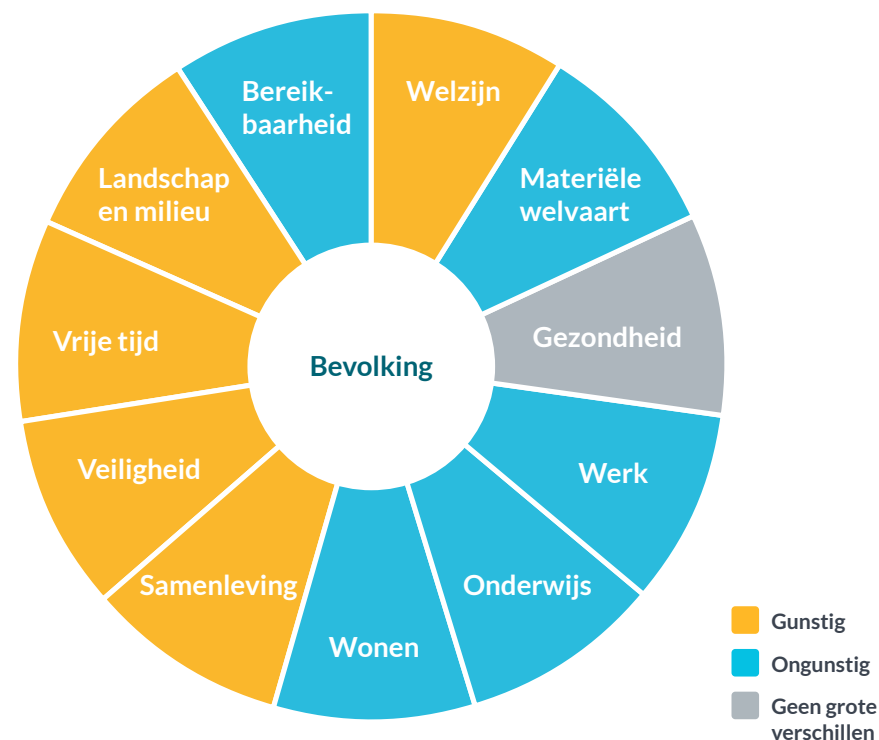 Bereik-
baarheid
Welzijn
Landschap
en milieu
Materiële
welvaart
Vrije tijd
Gezondheid
Bevolking
Veiligheid
Werk
Samenleving
Onderwijs
Wonen
Gunstig
Ongunstig
Geen grote
verschillen